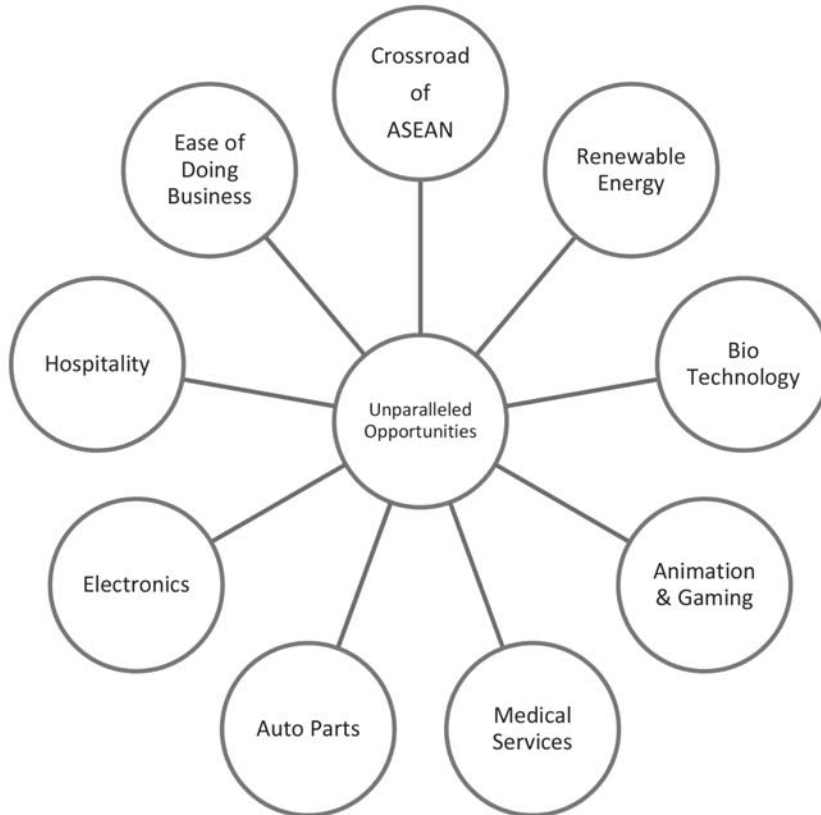 Crossroad
of
ASEAN
Renewable
Energy
Bio
Technology
Animation
& Gaming
Medical
Services
Auto Parts
Electronics
Hospitality
Ease of
Doing
Business
Unparalleled
Opportunities